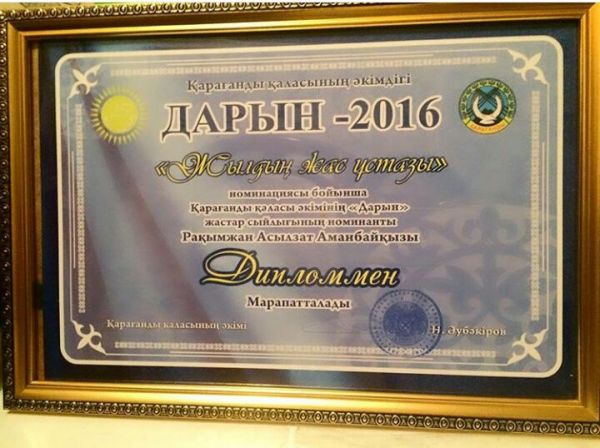 Қарағанды қаласының әкімдігі
ДАРЫН -2016
«Жылдың жас ұстазы»
номинациясы бойынша
Қарағанды қаласы әкімінің «Дарын»
жастар сыйлығының номинанты
Рақымжан Асылзат Аманбайқызы
Дипломмен
Марапатталады
Қарағанды қаласының әкімі
Н. Әубәкіров